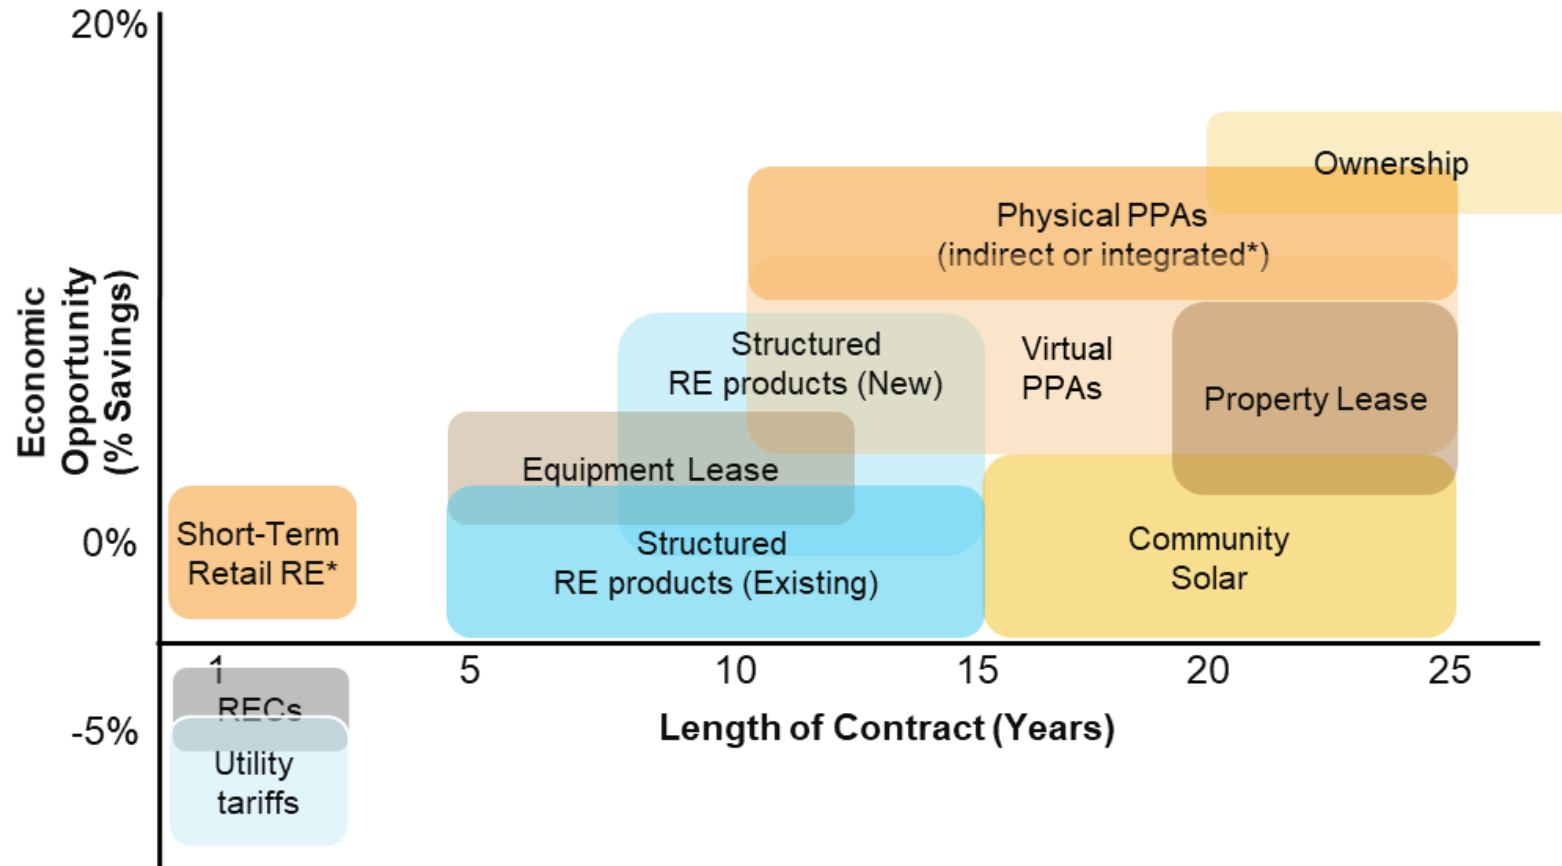 20%
Ownership
Physical PPAs
(indirect or integrated*)
Economic
Opportunity
(% Savings)
Structured
RE products (New)
Virtual
PPAs
Property Lease
Equipment Lease
0%
Short-Term
Retail RE*
Structured
RE products (Existing)
Community
Solar
1
5
10
15
20
25
RECs
-5%
Length of Contract (Years)
Utility
tariffs